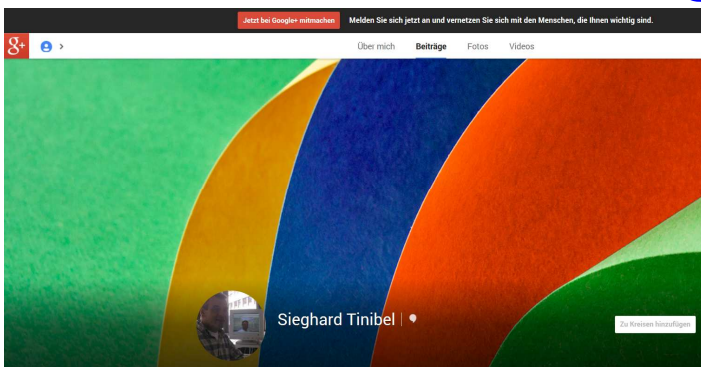 Jetzt bei Google+ mitmachen Melden Sie sich jetzt an und vernetzen Sie sich mit den Menschen, die Ihnen wichtig sind.
g+ > Über mich Beiträge Fotos Videos
Sieghard Tinibel
Zu Kreisen hinzufügen